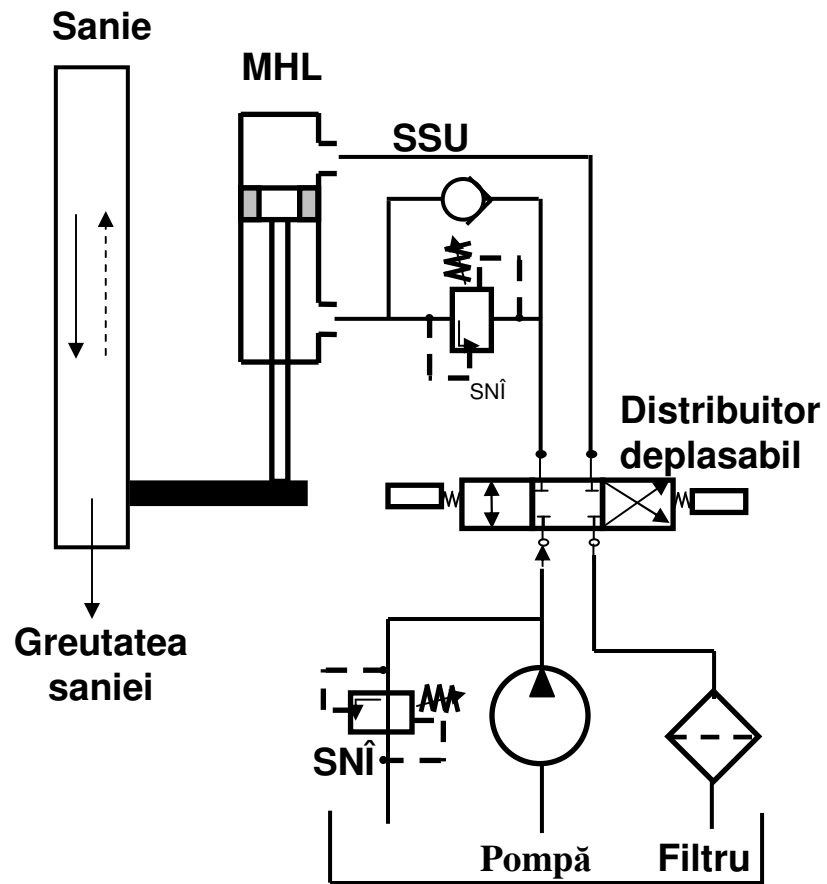 Sanie
MHL
SSU
SNÎ
Distribuitor
deplasabil
Greutatea
saniei
SNÎ
Pompă
Filtru